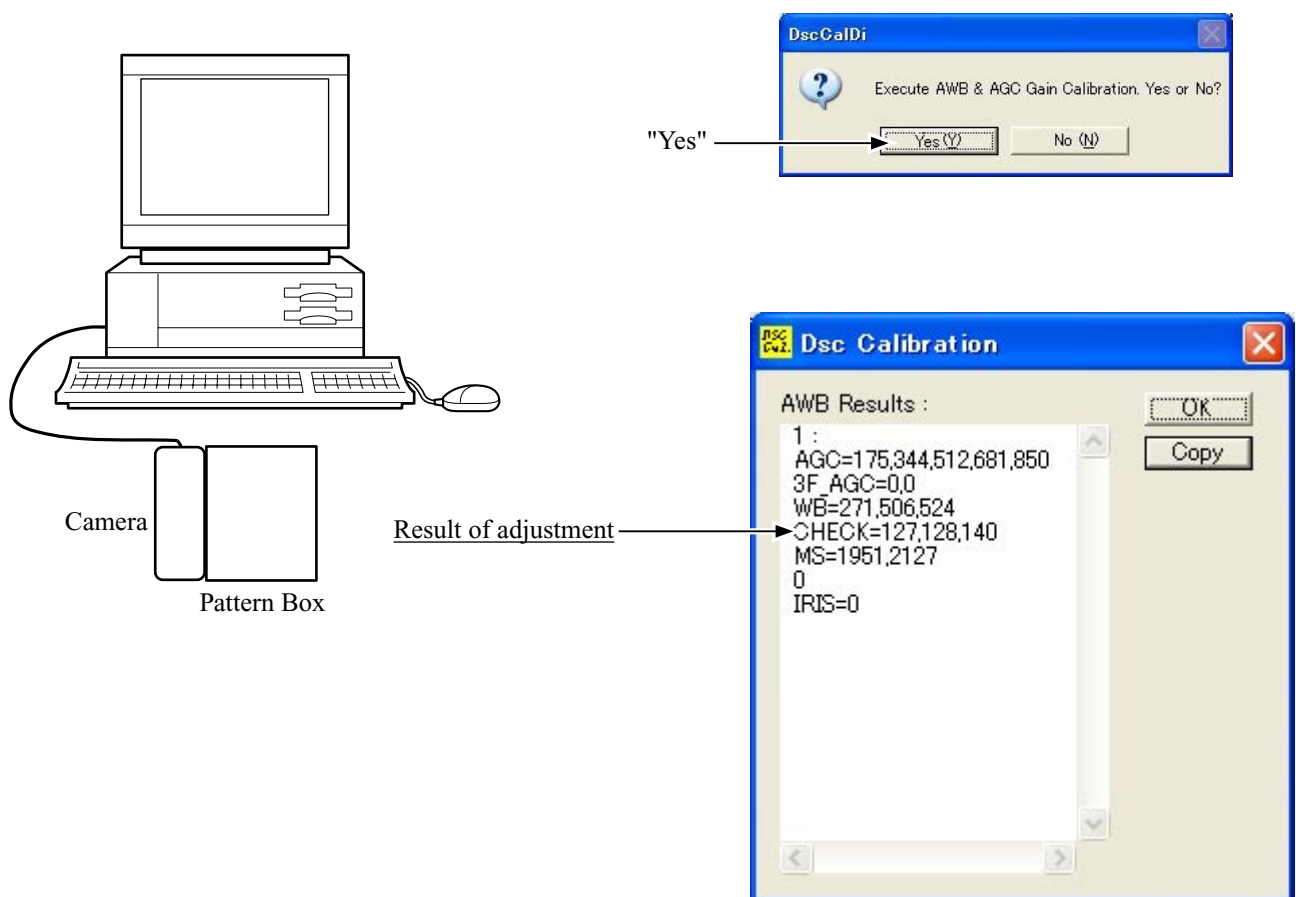 DscCalDi
Execute AWB & AGC Gain Calibration. Yes or No?
"Yes"
Yes(Y)
No (N)
Camera
Pattern Box
Result of adjustment
DSC
Cal.
Dsc Calibration
AWB Results :
OK
Copy
1 :
AGC=175,344,512,681,850
3F_AGC=0,0
WB=271,506,524
CHECK=127,128,140
MS=1951,2127
0
IRIS=0